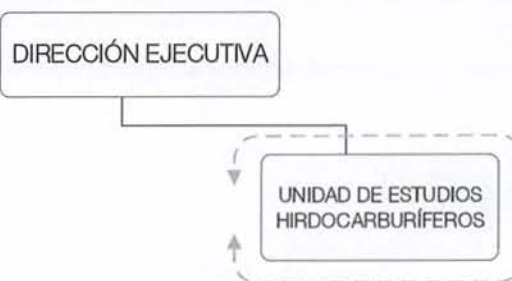 DIRECCIÓN EJECUTIVA
UNIDAD DE ESTUDIOS
HIRDOCARBURÍFEROS